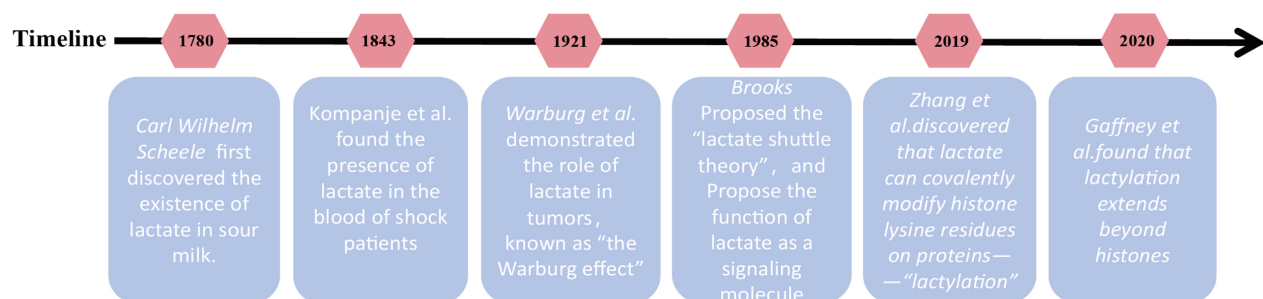 Timeline
1780
1843
1921
1985
2019
2020
Carl Wilhelm
Scheele first
discovered the
existence of
lactate in sour
milk.
Kompanje et al.
found the
presence of
lactate in the
blood of shock
patients
Warburg et al.
demonstrated
the role of
lactate in
tumors,
known as “the
Warburg effect”
Brooks
Proposed the
“lactate shuttle
theory”, and
Propose the
function of
lactate as a
signaling
molecule
Zhang et
al.discovered
that lactate
can covalently
modify histone
lysine residues
on proteins—
—“lactylation”
Gaffney et
al.found that
lactylation
extends
beyond
histones